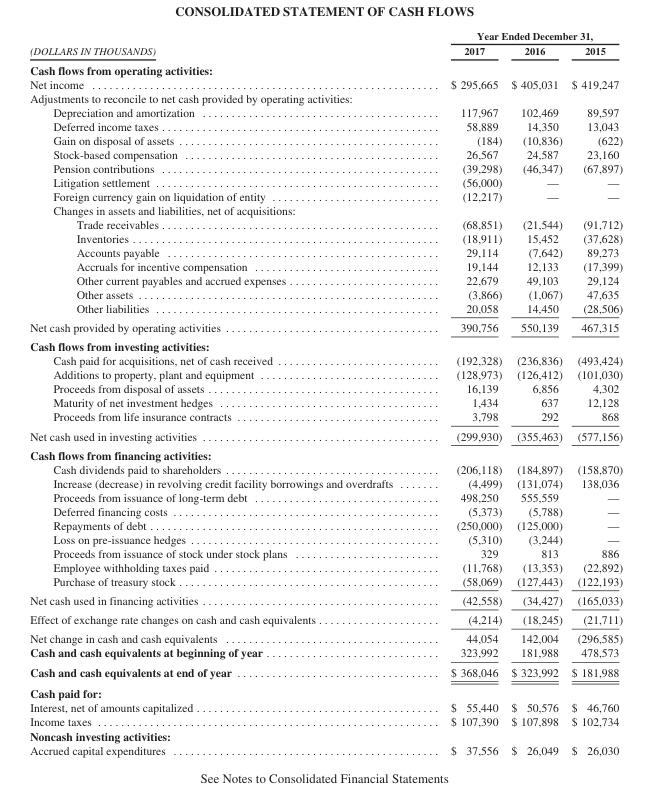 CONSOLIDATED STATEMENT OF CASH FLOWS
Year Ended December 31,
(DOLLARS IN THOUSANDS) 2017 2016 2015
Cash flows from operating activities:
Net income $ 295,665 $ 405,031 $ 419,247
Adjustments to reconcile to net cash provided by operating activities:
Depreciation and amortization 117,967 102,469 89,597
Deferred income taxes 58,889 14,350 13,043
Gain on disposal of assets (184) (10,836) (622)
Stock-based compensation 26,567 24,587 23,160
Pension contributions (39,298) (46,347) (67,897)
Litigation settlement (56,000) — —
Foreign currency gain on liquidation of entity (12,217) — —
Changes in assets and liabilities, net of acquisitions:
Trade receivables (68,851) (21,544) (91,712)
Inventories (18,911) 15,452 (37,628)
Accounts payable 29,114 (7,642) 89,273
Accruals for incentive compensation 19,144 12,133 (17,399)
Other current payables and accrued expenses 22,679 49,103 29,124
Other assets (3,866) (1,067) 47,635
Other liabilities 20,058 14,450 (28,506)
Net cash provided by operating activities 390,756 550,139 467,315
Cash flows from investing activities:
Cash paid for acquisitions, net of cash received (192,328) (236,836) (493,424)
Additions to property, plant and equipment (128,973) (126,412) (101,030)
Proceeds from disposal of assets 16,139 6,856 4,302
Maturity of net investment hedges 1,434 637 12,128
Proceeds from life insurance contracts 3,798 292 868
Net cash used in investing activities (299,930) (355,463) (577,156)
Cash flows from financing activities:
Cash dividends paid to shareholders (206,118) (184,897) (158,870)
Increase (decrease) in revolving credit facility borrowings and overdrafts (4,499) (131,074) 138,036
Proceeds from issuance of long-term debt 498,250 555,559 —
Deferred financing costs (5,373) (5,788) —
Repayments of debt (250,000) (125,000) —
Loss on pre-issuance hedges (5,310) (3,244) —
Proceeds from issuance of stock under stock plans 329 813 886
Employee withholding taxes paid (11,768) (13,353) (22,892)
Purchase of treasury stock (58,069) (127,443) (122,193)
Net cash used in financing activities (42,558) (34,427) (165,033)
Effect of exchange rate changes on cash and cash equivalents (4,214) (18,245) (21,711)
Net change in cash and cash equivalents 44,054 142,004 (296,585)
Cash and cash equivalents at beginning of year 323,992 181,988 478,573
Cash and cash equivalents at end of year $ 368,046 $ 323,992 $ 181,988
Cash paid for:
Interest, net of amounts capitalized $ 55,440 $ 50,576 $ 46,760
Income taxes $ 107,390 $ 107,898 $ 102,734
Noncash investing activities:
Accrued capital expenditures $ 37,556 $ 26,049 $ 26,030
See Notes to Consolidated Financial Statements